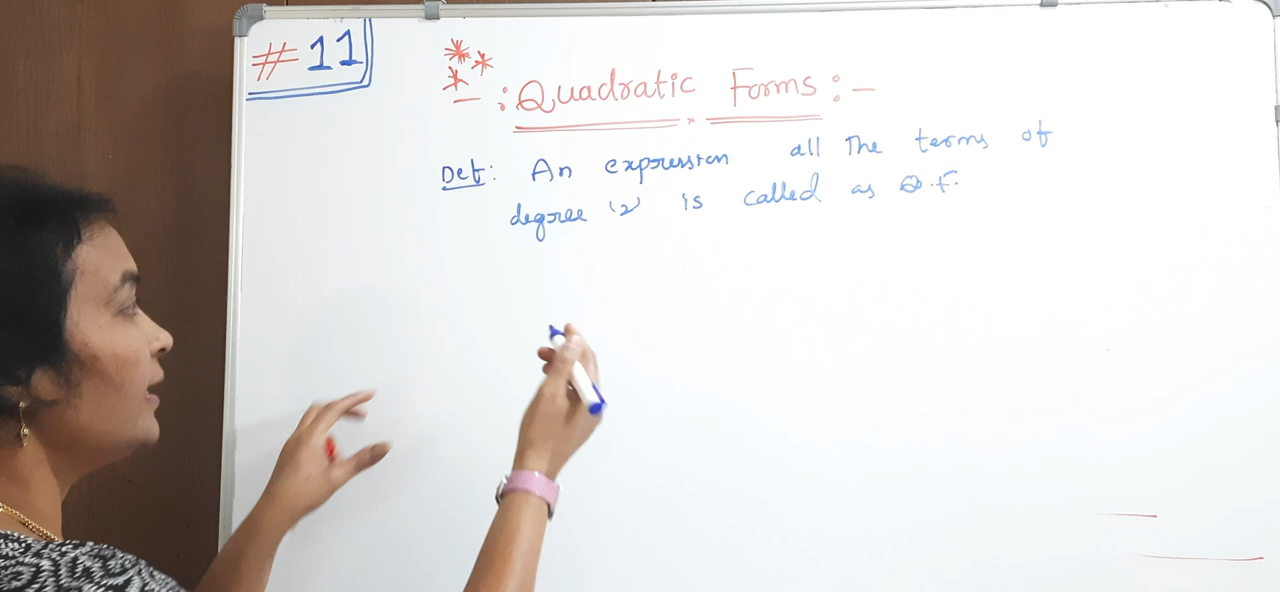 # 11
-: Quadratic Forms :-
Def: An expression all The terms of
degree '2' is called as Q.F.